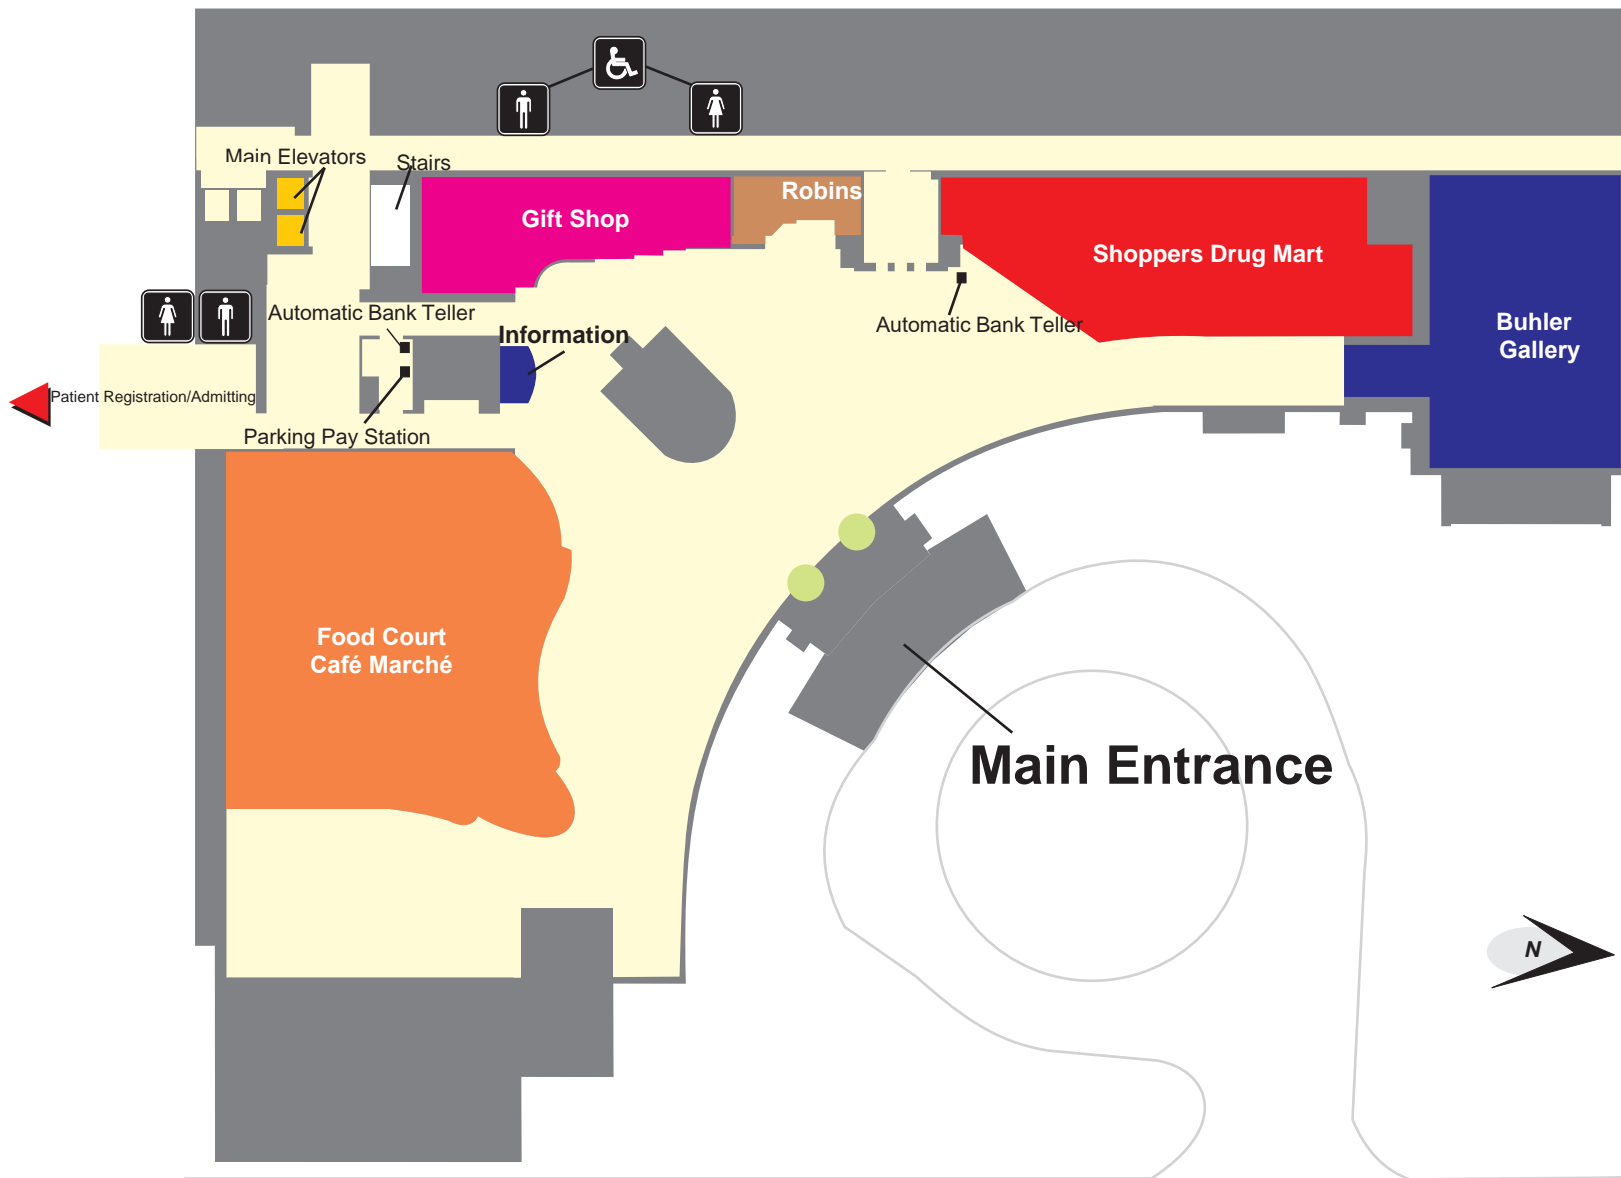 Main Elevators
Stairs
Gift Shop
Robins
Shoppers Drug Mart
Buhler
Gallery
Automatic Bank Teller
Information
Automatic Bank Teller
Patient Registration/Admitting
Parking Pay Station
Food Court
Café Marché
Main Entrance
N